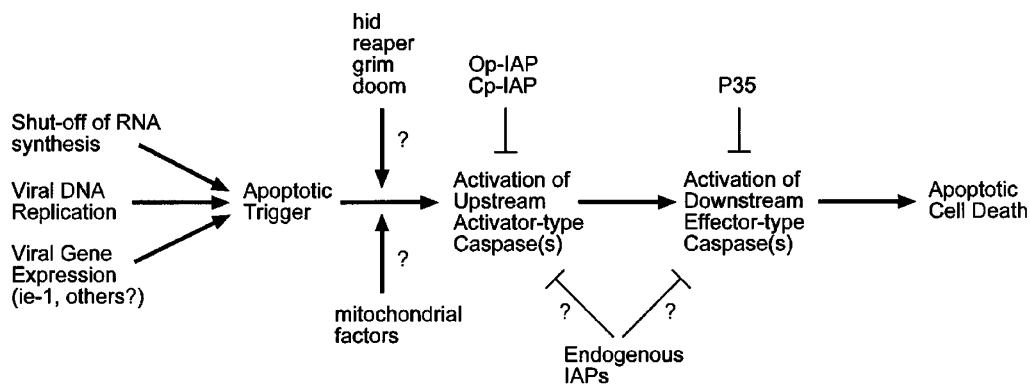 hid
reaper
grim
doom
Op-IAP
Cp-IAP
P35
?
Shut-off of RNA
synthesis
Viral DNA
Replication
Viral Gene
Expression
(ie-1, others?)
Apoptotic
Trigger
Activation of
Upstream
Activator-type
Caspase(s)
Activation of
Downstream
Effector-type
Caspase(s)
Apoptotic
Cell Death
?
mitochondrial
factors
?
?
Endogenous
IAPs